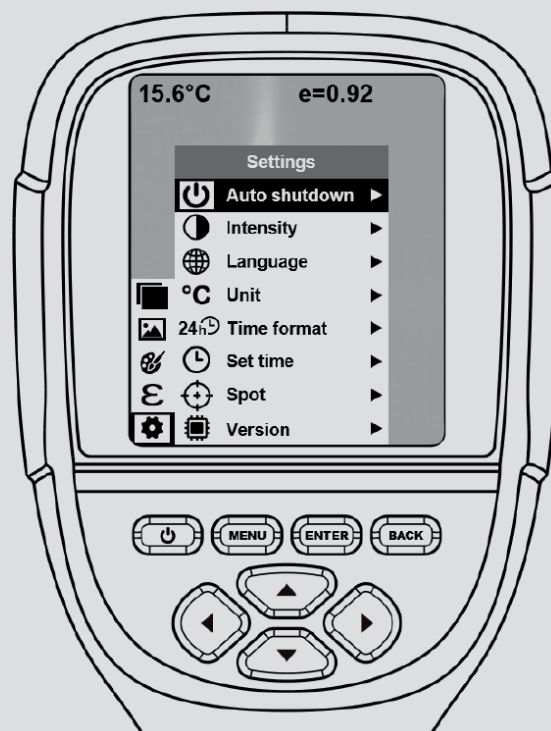 15.6°C e=0.92
Settings
Auto shutdown
Intensity
Language
°C Unit
24h Time format
Set time
ε Spot
Version
MENU ENTER BACK